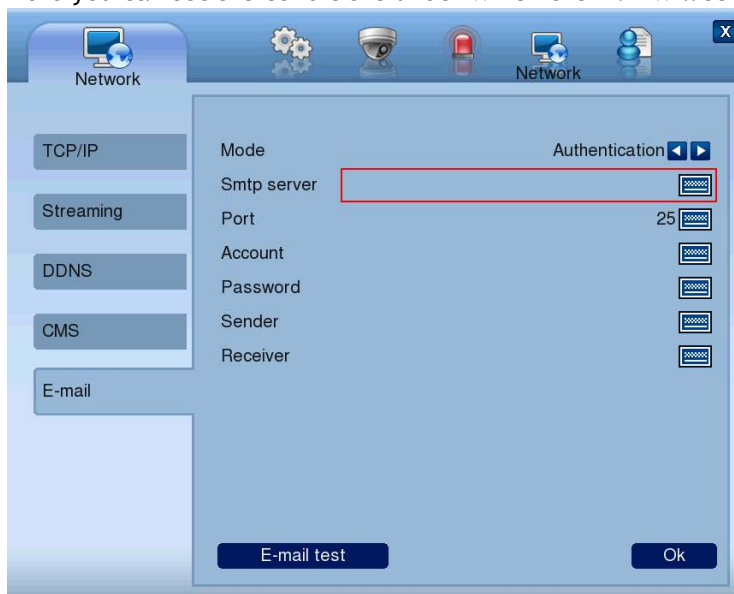 Network
Network
X
TCP/IP
Streaming
DDNS
CMS
E-mail
Mode Authentication
Smtp server
Port 25
Account
Password
Sender
Receiver
E-mail test Ok